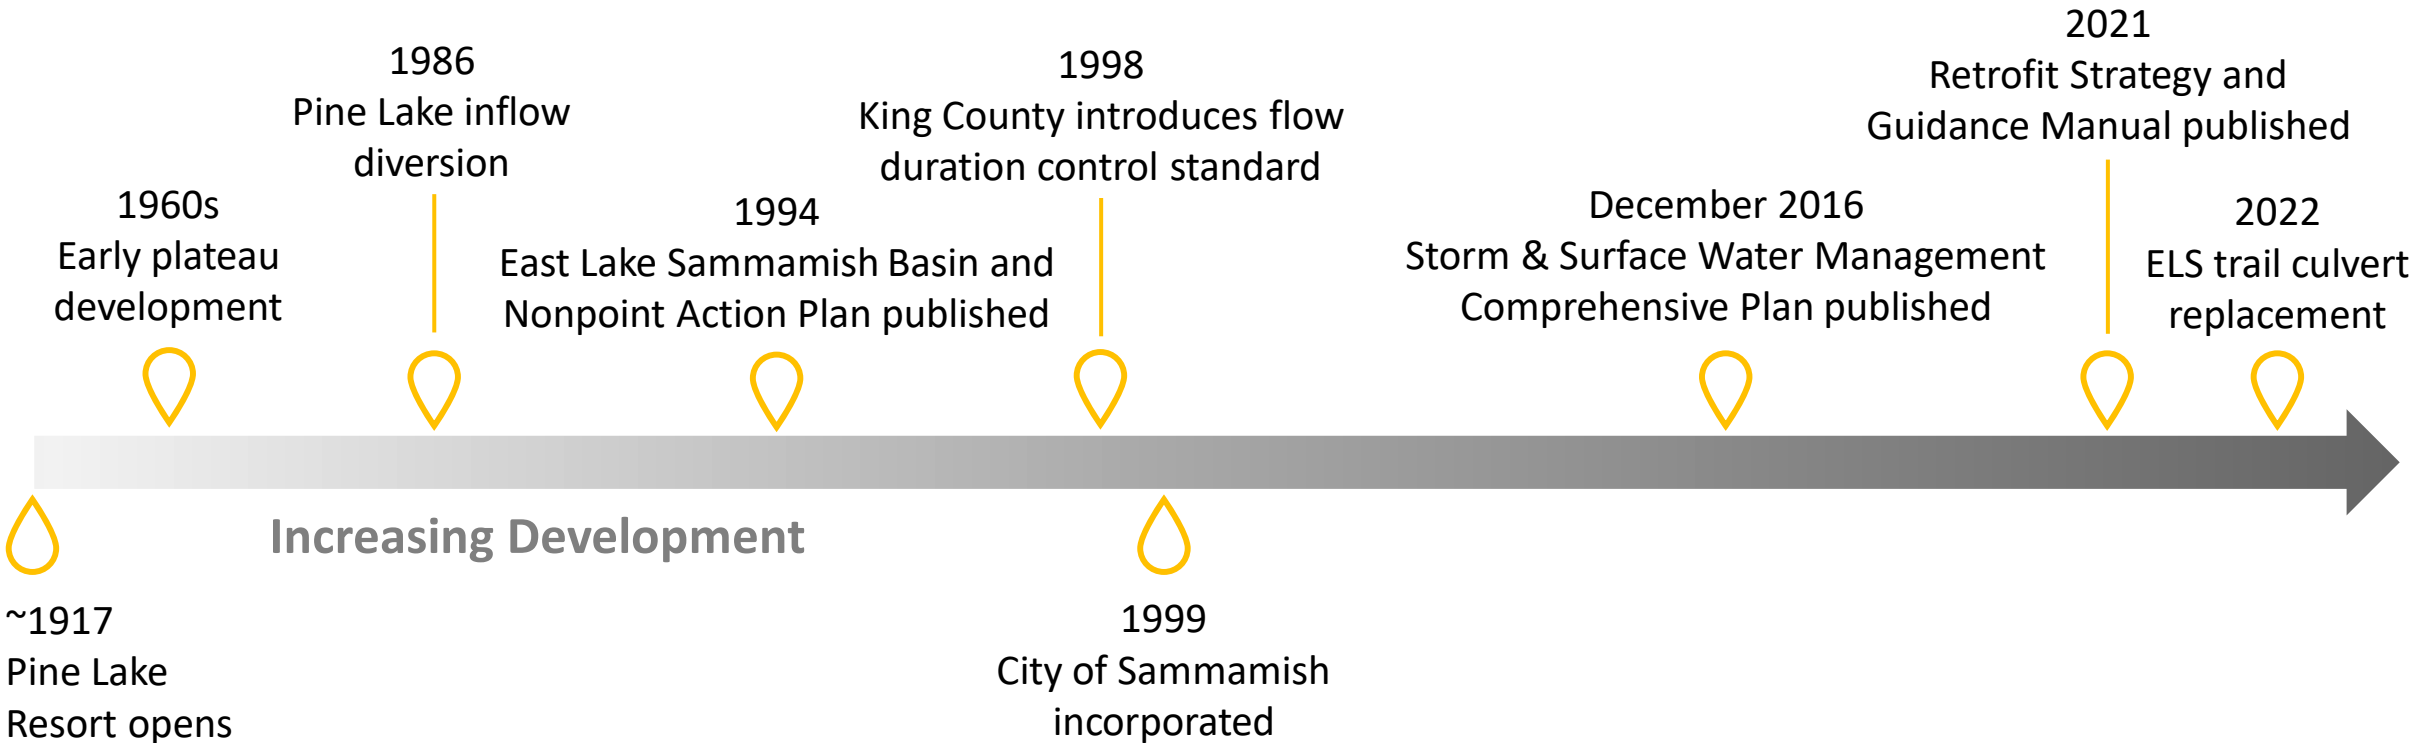 1960s
Early plateau
development
1986
Pine Lake inflow
diversion
1994
East Lake Sammamish Basin and
Nonpoint Action Plan published
1998
King County introduces flow
duration control standard
December 2016
Storm & Surface Water Management
Comprehensive Plan published
2021
Retrofit Strategy and
Guidance Manual published
2022
ELS trail culvert
replacement
Increasing Development
~1917
Pine Lake
Resort opens
1999
City of Sammamish
incorporated